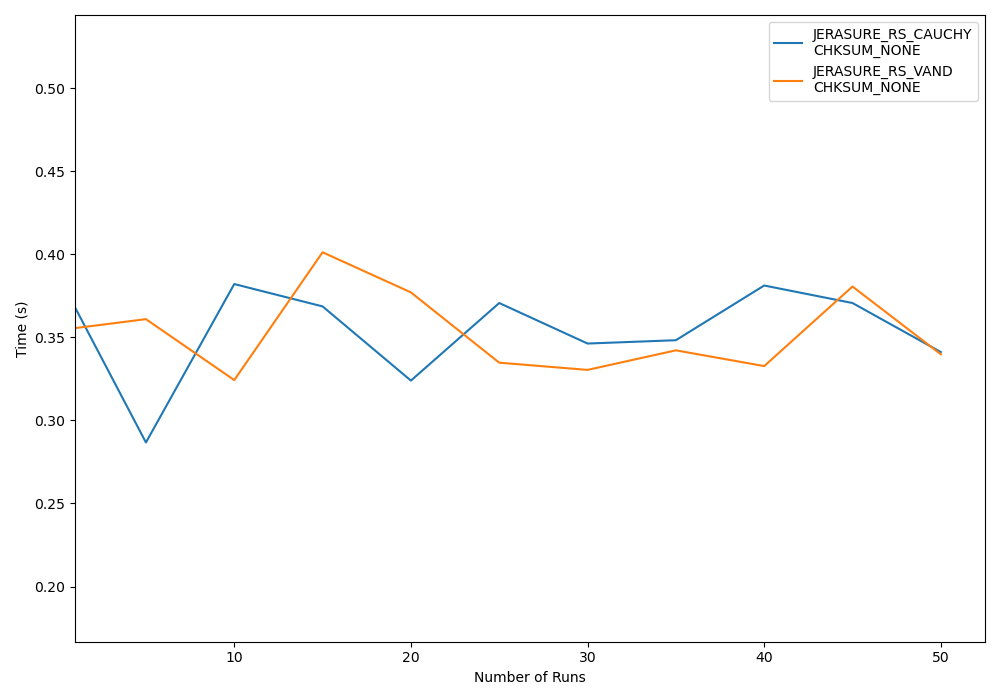 JERASURE_RS_CAUCHY
CHKSUM_NONE
JERASURE_RS_VAND
CHKSUM_NONE
0.50
0.45
0.40
0.35
0.30
0.25
0.20
Time (s)
10
20
30
40
50
Number of Runs